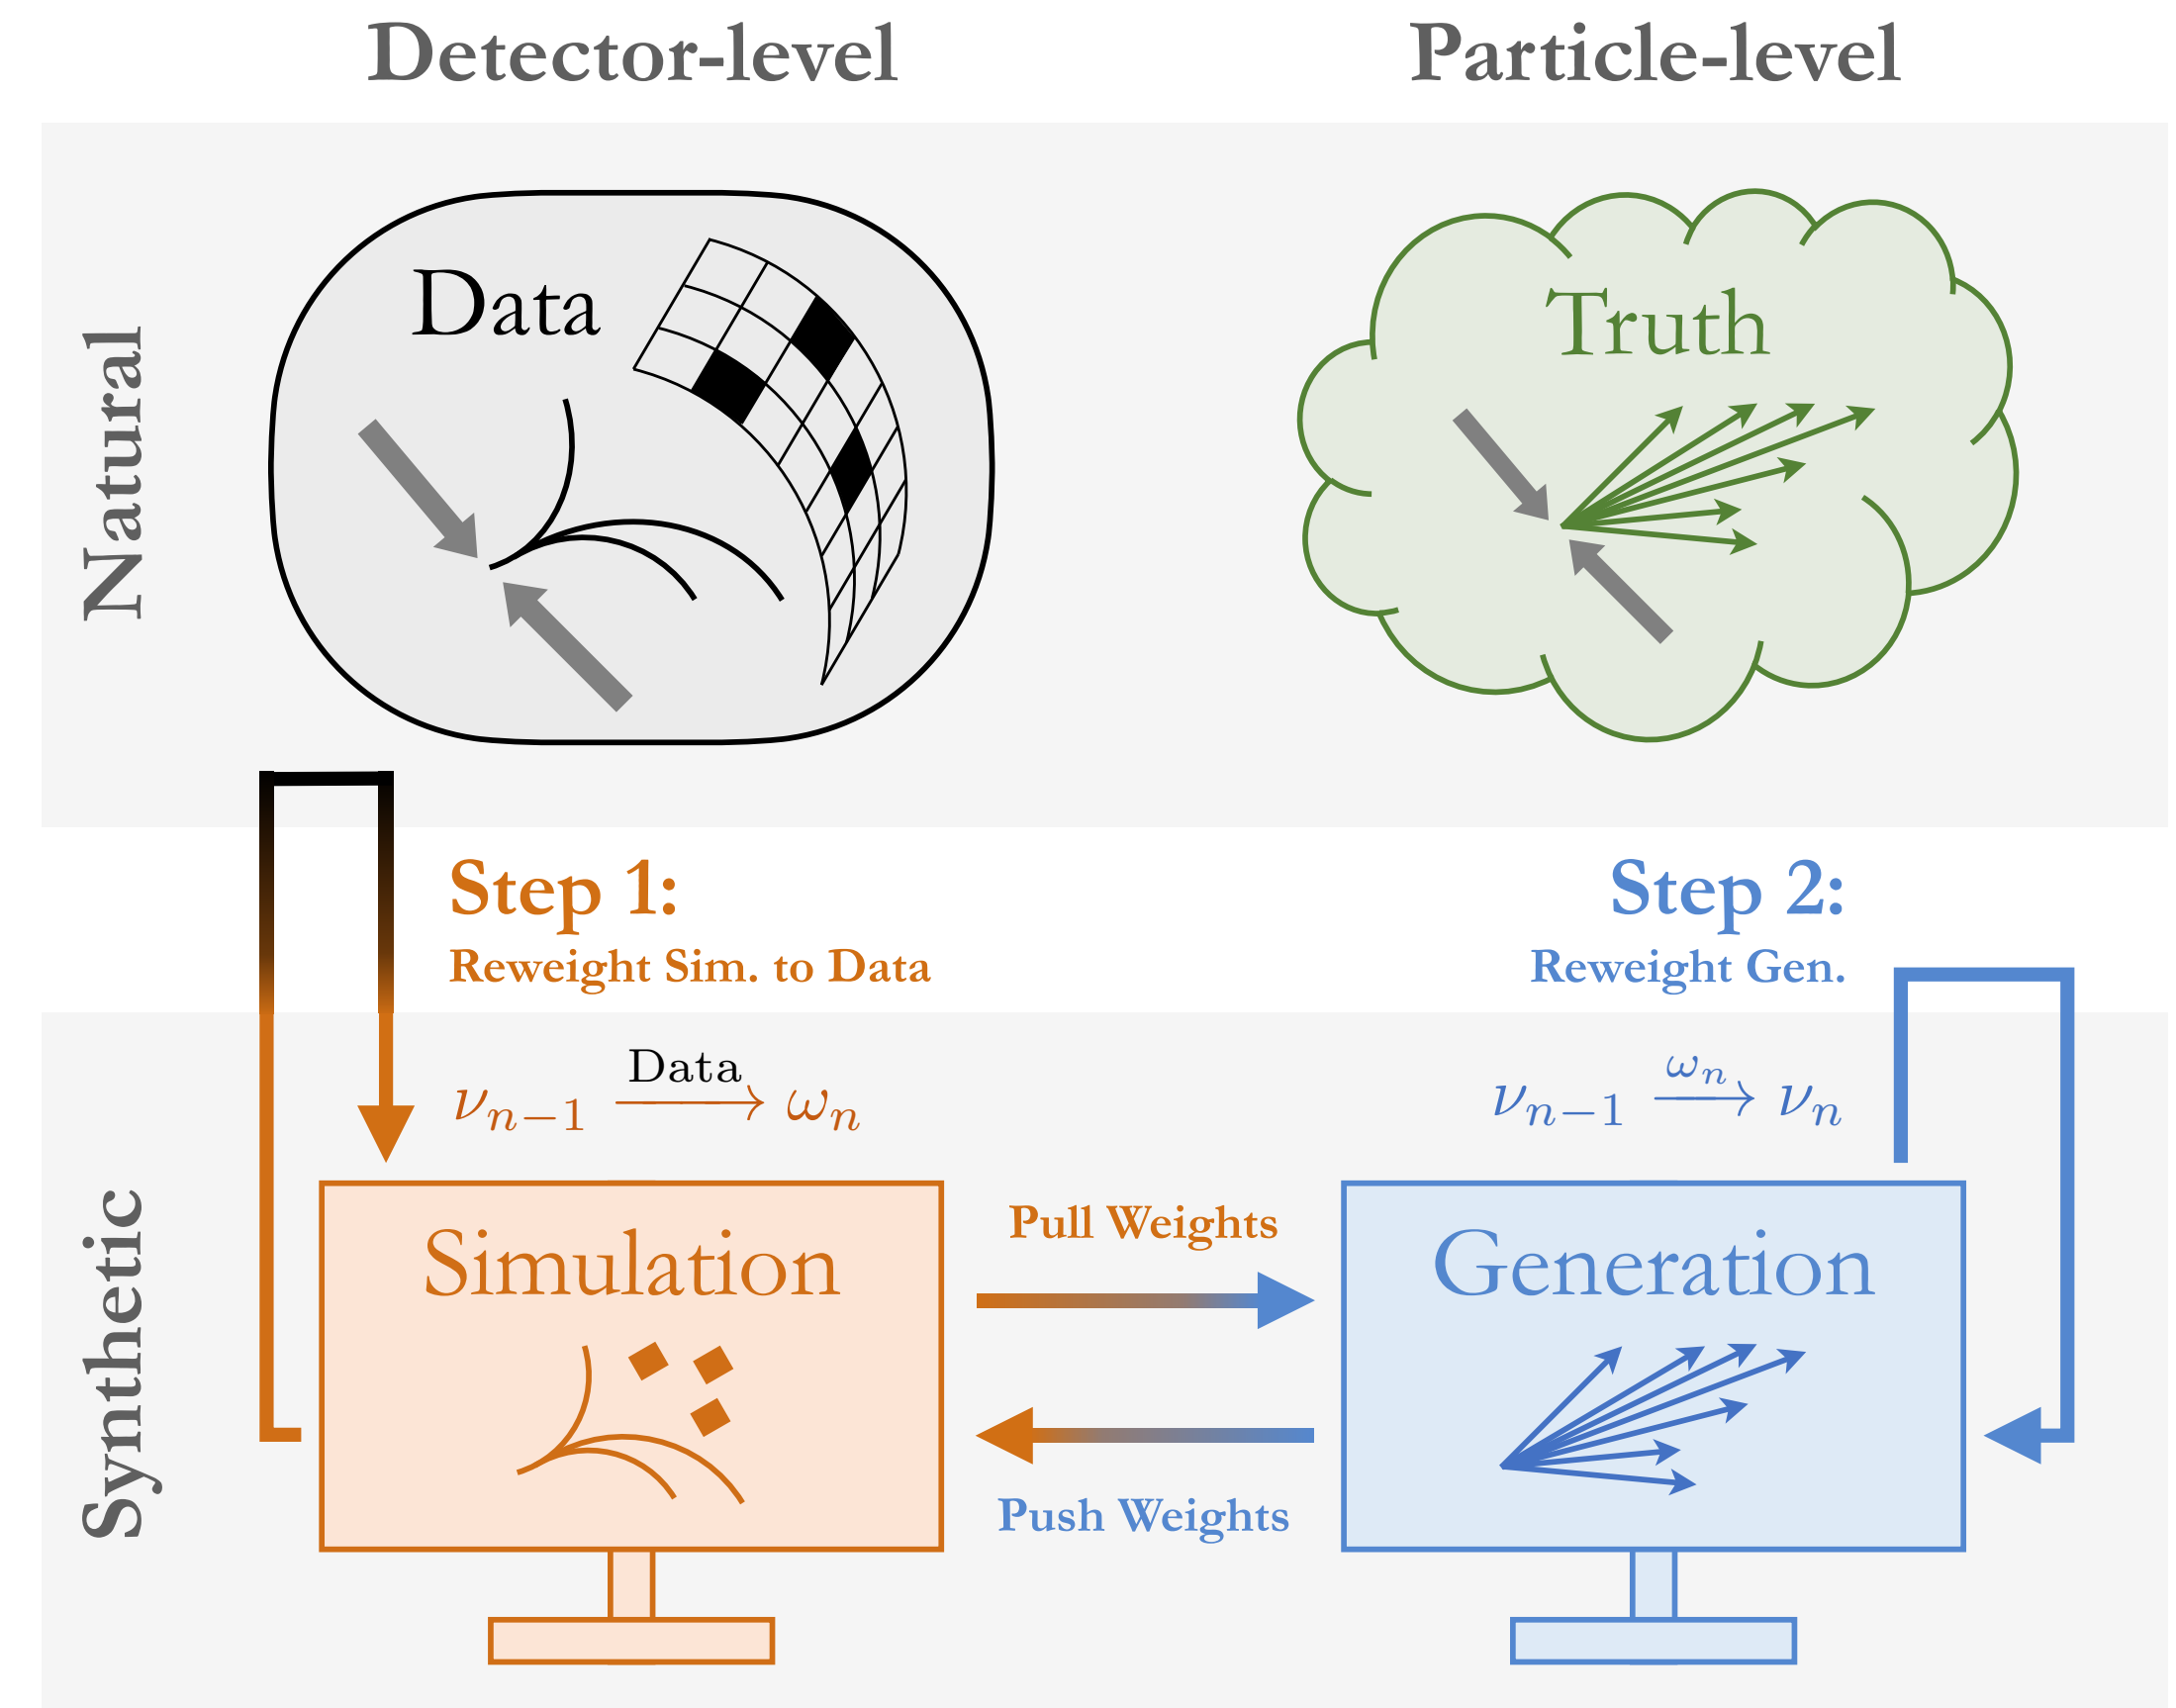 Detector-level
Particle-level
Natural
Data
Truth
Step 1:
Reweight Sim. to Data
Step 2:
Reweight Gen.
νₙ₋₁ Data⟶ ωₙ
νₙ₋₁ ωₙ⟶ νₙ
Synthetic
Simulation
Pull Weights
Generation
Push Weights